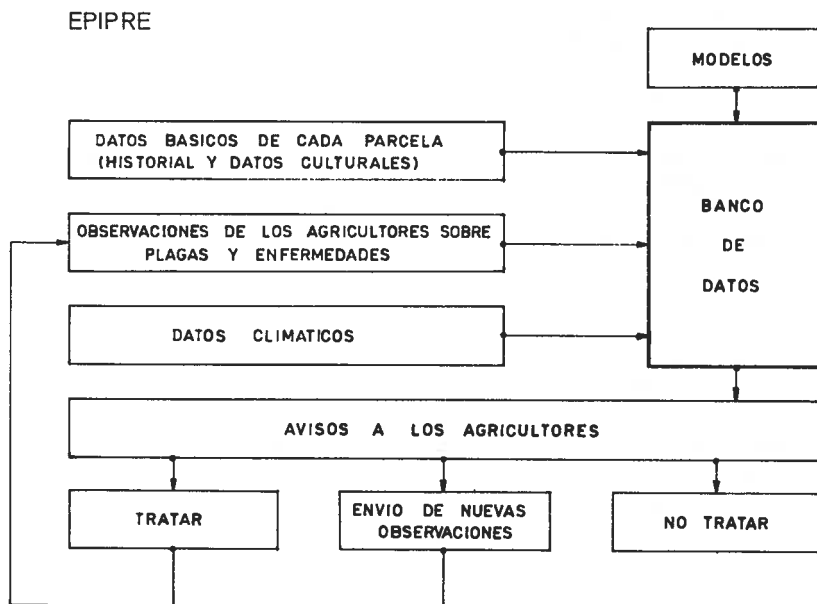 EPIPRE
MODELOS
DATOS BASICOS DE CADA PARCELA
(HISTORIAL Y DATOS CULTURALES)
OBSERVACIONES DE LOS AGRICULTORES SOBRE
PLAGAS Y ENFERMEDADES
DATOS CLIMATICOS
BANCO
DE
DATOS
AVISOS A LOS AGRICULTORES
TRATAR
ENVIO DE NUEVAS
OBSERVACIONES
NO TRATAR